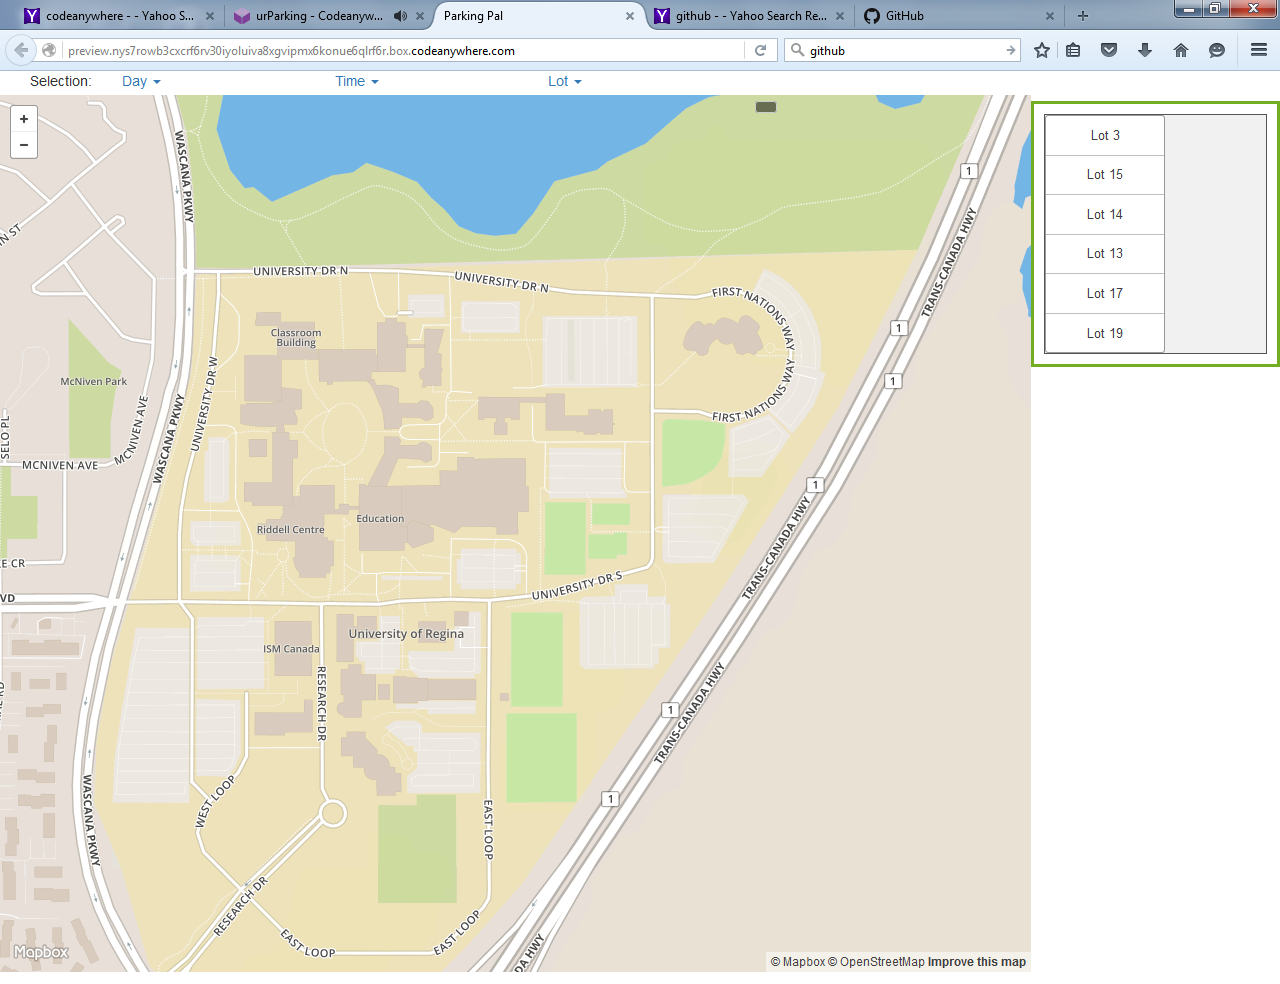 codeanywhere - - Yahoo S...
urParking - Codeanyw...
Parking Pal
github - - Yahoo Search Re...
GitHub
preview.nys7rowb3cxcrf6rv30iyoluiva8xgvipmx6konue6qlrf6r.box.codeanywhere.com
github
Selection:
Day
Time
Lot
+
−
Lot 3
Lot 15
Lot 14
Lot 13
Lot 17
Lot 19
WASCANA PKWY
1
TRANS-CANADA HWY
UNIVERSITY DR N
UNIVERSITY DR N
FIRST NATIONS WAY
Classroom
Building
1
1
McNiven Park
UNIVERSITY DR W
FIRST NATIONS WAY
FIRST NATIONS WAY
MCNIVEN AVE
WASCANA PKWY
SELO PL
MCNIVEN AVE
1
Education
Riddell Centre
TRANS-CANADA HWY
UNIVERSITY DR S
University of Regina
ISM Canada
RESEARCH DR
TRANS-CANADA HWY
1
WASCANA PKWY
WEST LOOP
1
EAST LOOP
RESEARCH DR
EAST LOOP
EAST LOOP
Mapbox
© Mapbox © OpenStreetMap Improve this map